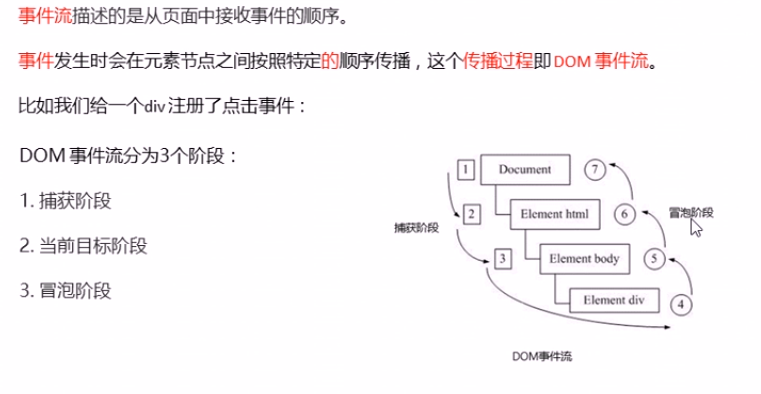 事件流描述的是从页面中接收事件的顺序。
事件发生时会在元素节点之间按照特定的顺序传播，这个传播过程即 DOM 事件流。
比如我们给一个div 注册了点击事：
DOM 事件流分为3个阶段：
1. 捕获阶段
2. 当前目标阶段
3. 冒泡阶段
1 Document 7
2 Element html 6 冒泡阶段
捕获阶段
3 Element body 5
Element div 4
DOM事件流